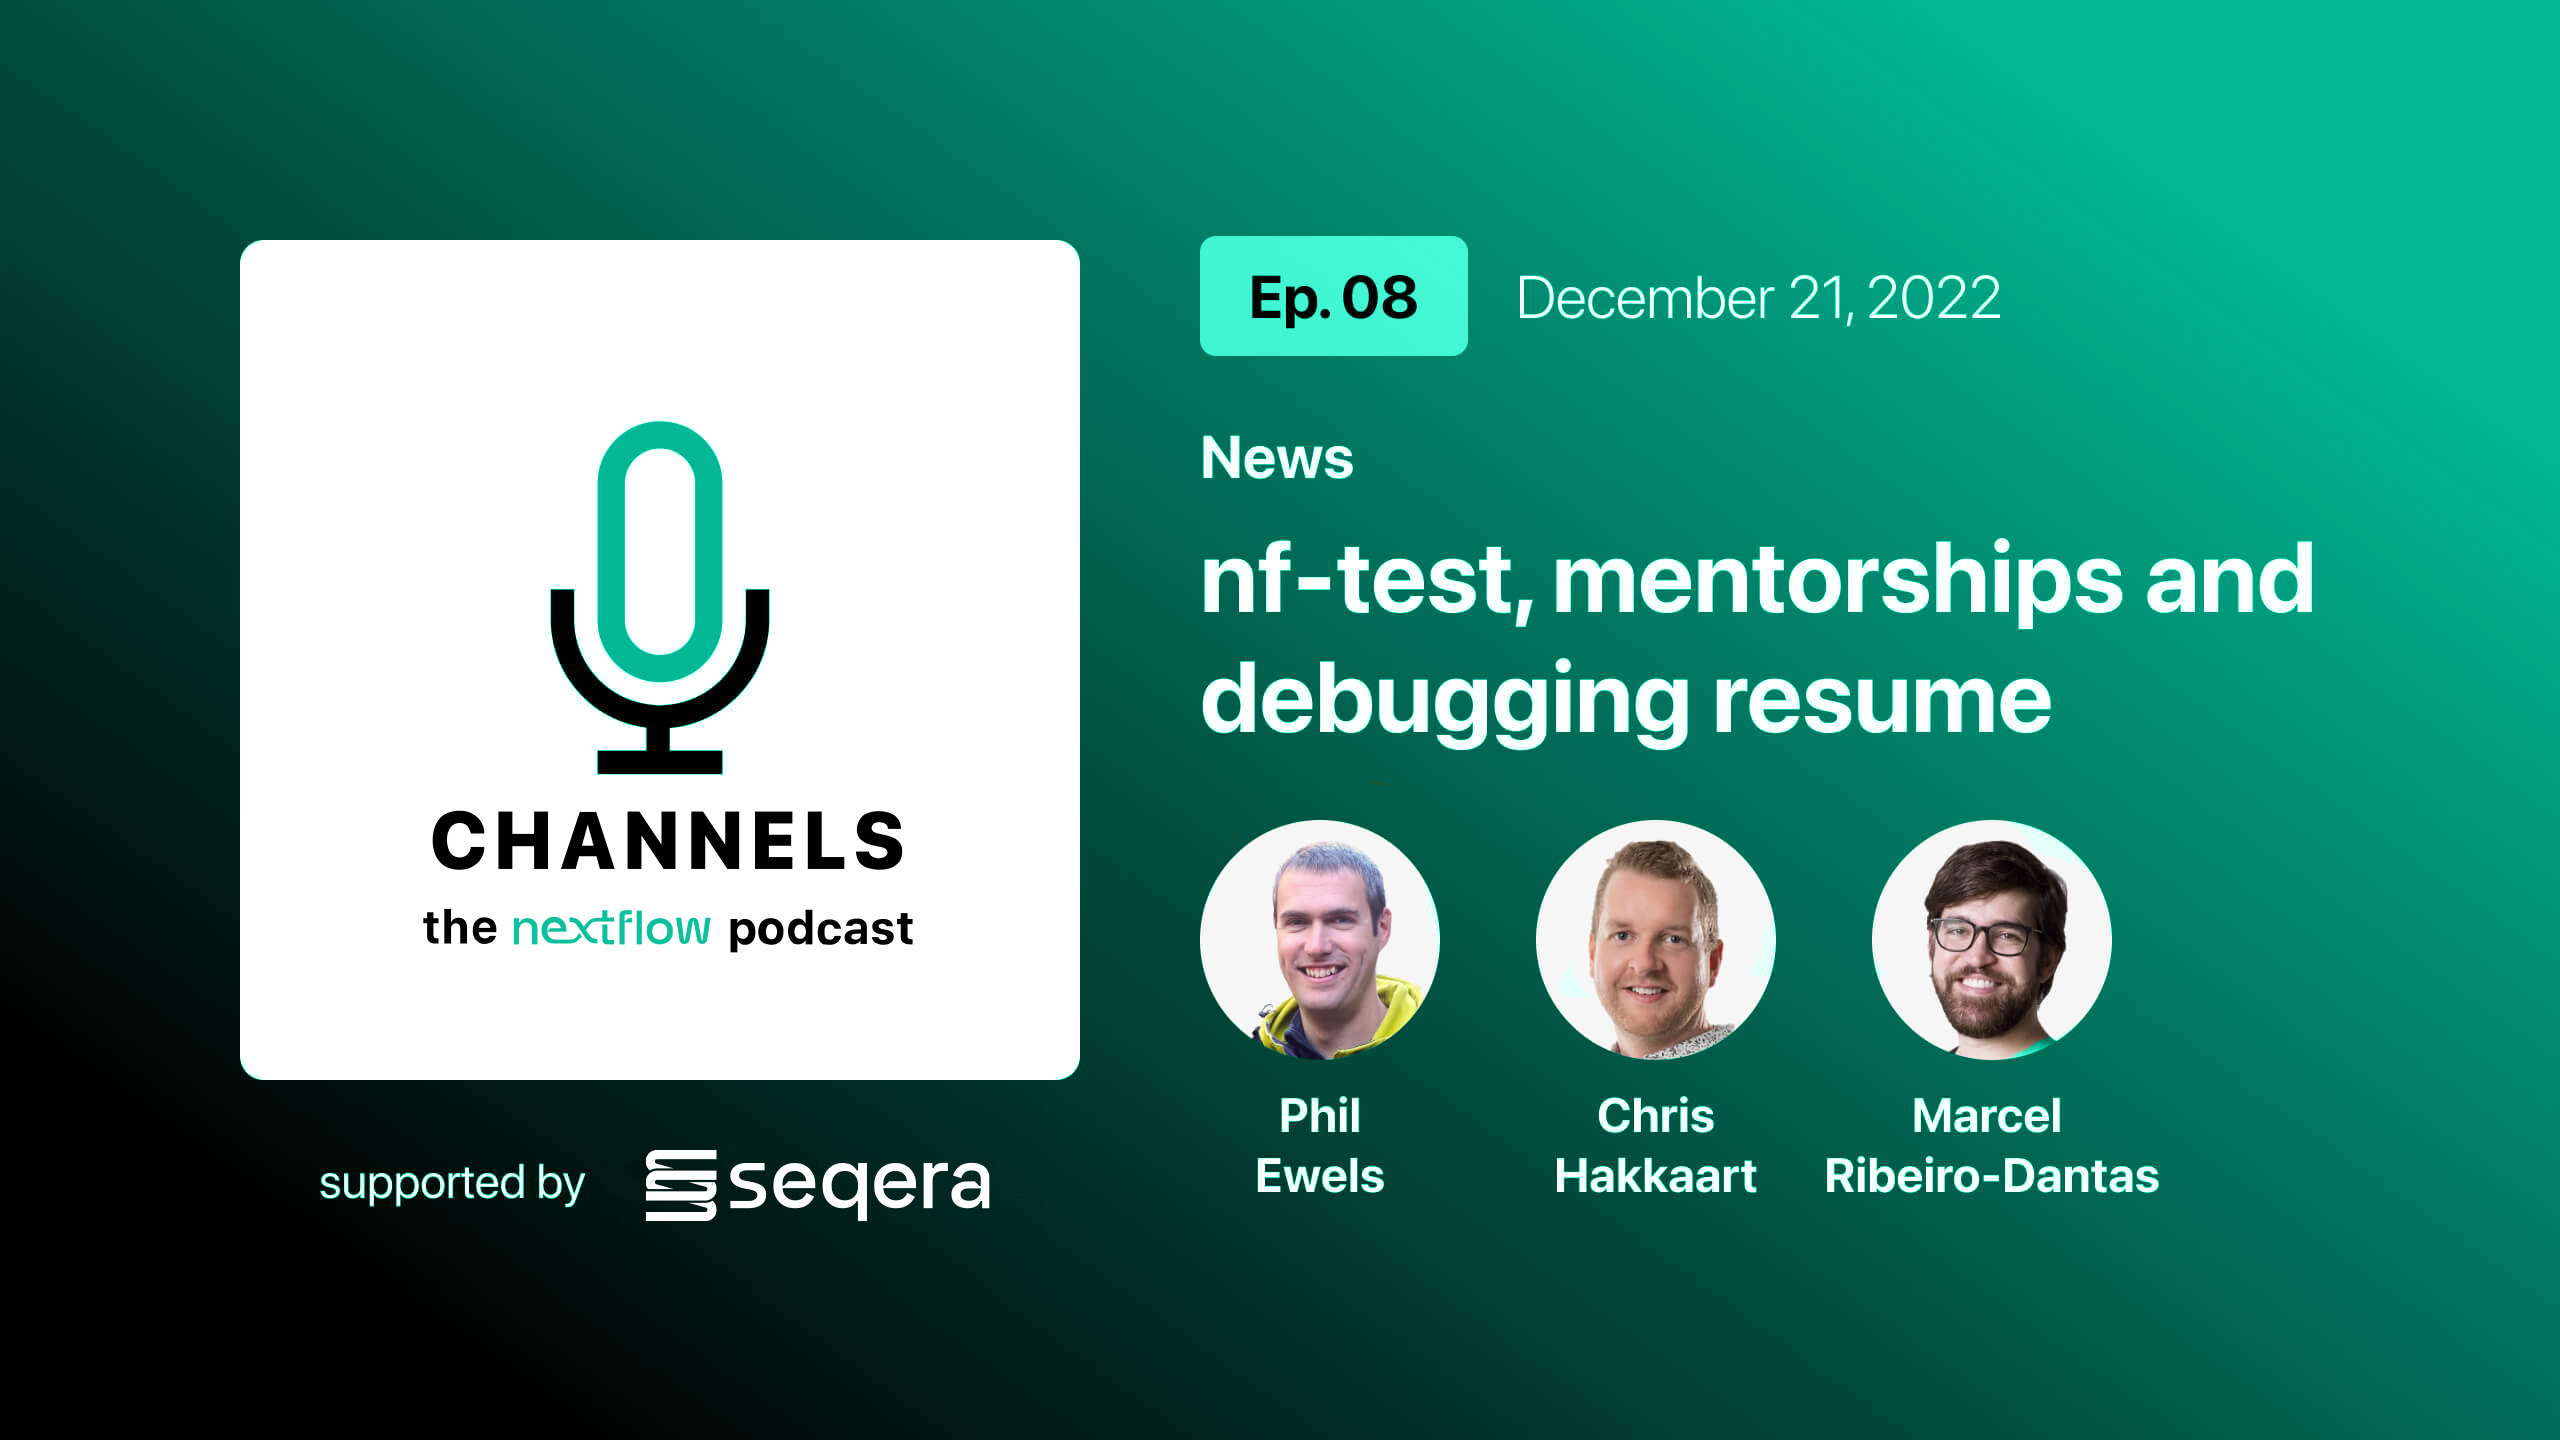 CHANNELS
the nextflow podcast
supported by seqera
Ep. 08 December 21, 2022
News
nf-test, mentorships and
debugging resume
Phil
Ewels
Chris
Hakkaart
Marcel
Ribeiro-Dantas